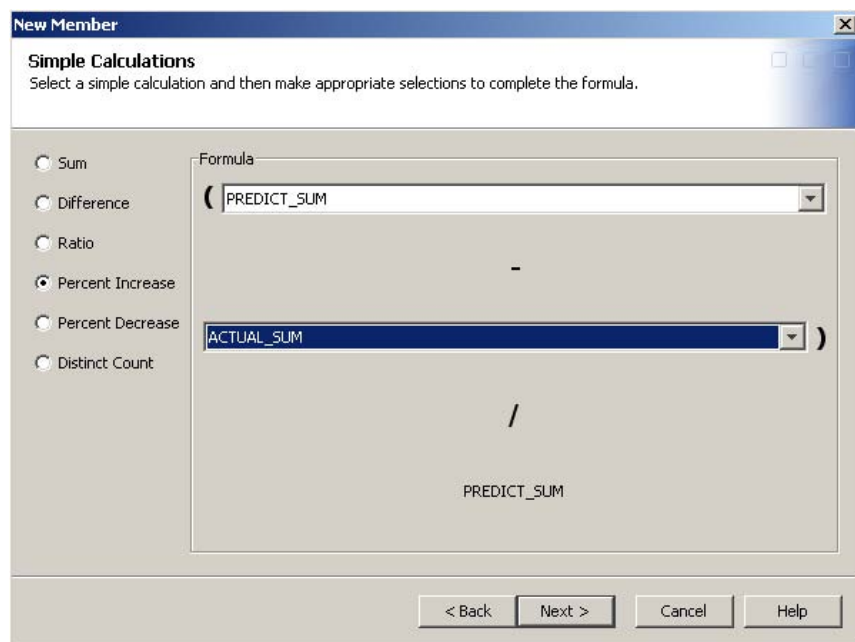 New Member
Simple Calculations
Select a simple calculation and then make appropriate selections to complete the formula.
Sum
Difference
Ratio
Percent Increase
Percent Decrease
Distinct Count
Formula
( PREDICT_SUM
-
ACTUAL_SUM )
/
PREDICT_SUM
< Back Next > Cancel Help